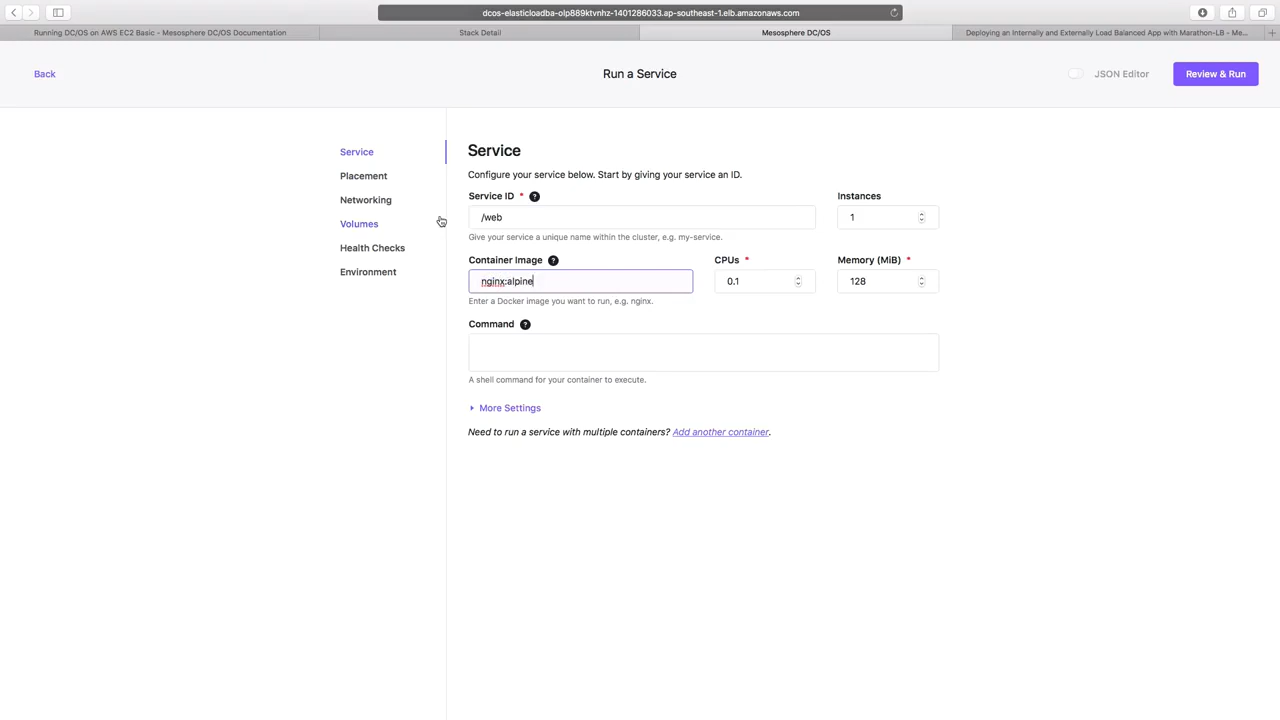 dcos-elasticloadba-olp889ktvnhz-1401286033.ap-southeast-1.elb.amazonaws.com
Running DC/OS on AWS EC2 Basic - Mesosphere DC/OS Documentation
Stack Detail
Mesosphere DC/OS
Deploying an Internally and Externally Load Balanced App with Marathon-LB - Me...
Back
Run a Service
JSON Editor
Review & Run
Service
Placement
Networking
Volumes
Health Checks
Environment
Service
Configure your service below. Start by giving your service an ID.
Service ID * ?
Instances
/web
1
Give your service a unique name within the cluster, e.g. my-service.
Container Image ?
CPUs *
Memory (MiB) *
nginx:alpine
0.1
128
Enter a Docker image you want to run, e.g. nginx.
Command ?
A shell command for your container to execute.
More Settings
Need to run a service with multiple containers? Add another container.